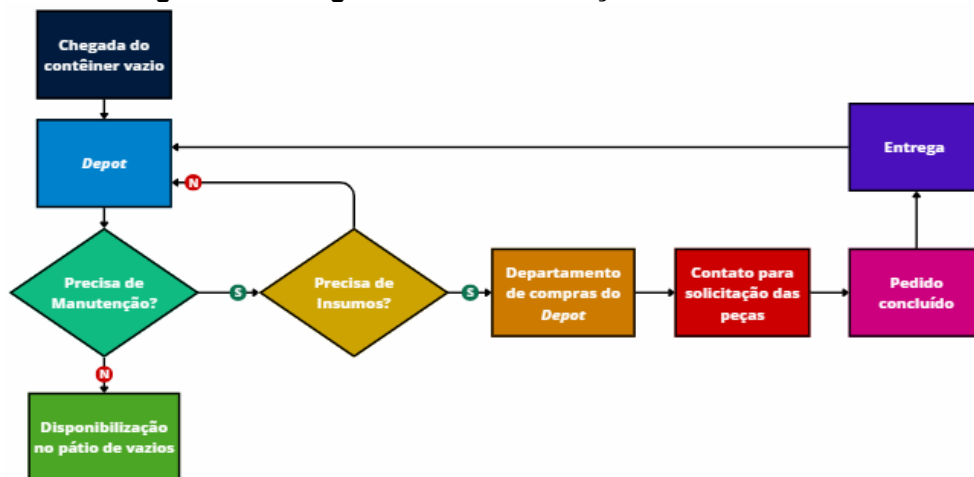 Chegada do
contêiner vazio
Depot
Entrega
N
Precisa de
Manutenção?
S
Precisa de
Insumos?
S
Departamento
de compras do
Depot
Contato para
solicitação das
peças
Pedido
concluído
N
Disponibilização
no pátio de vazios